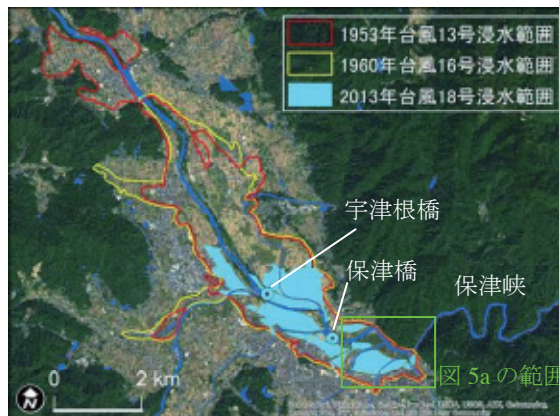 1953年台風13号浸水範囲
1960年台風16号浸水範囲
2013年台風18号浸水範囲
宇津根橋
保津橋
保津峡
図 5a の範囲
N
0 2 km